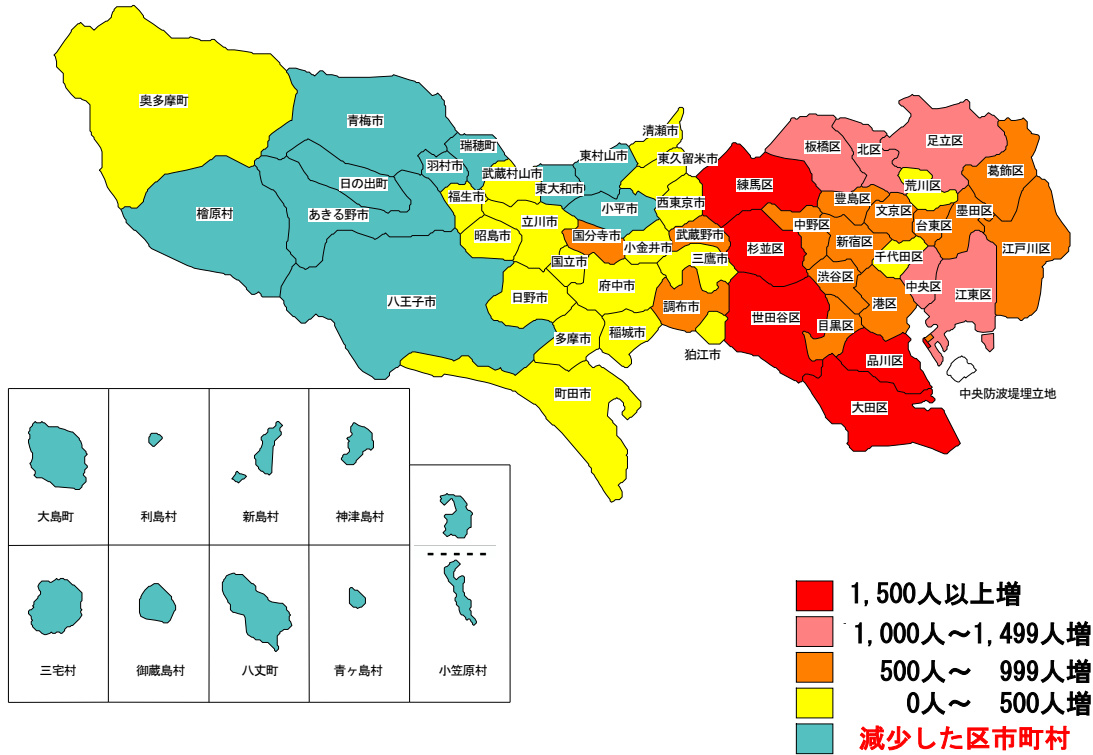 奥多摩町
青梅市
瑞穂町
羽村市
日の出町
檜原村
あきる野市
八王子市
清瀬市
東村山市
東久留米市
武蔵村山市
東大和市
福生市
小平市
西東京市
立川市
昭島市
国分寺市
小金井市
武蔵野市
三鷹市
国立市
府中市
日野市
調布市
多摩市
稲城市
狛江市
町田市
板橋区
北区
足立区
練馬区
荒川区
葛飾区
豊島区
文京区
台東区
墨田区
中野区
新宿区
杉並区
千代田区
江戸川区
渋谷区
中央区
江東区
港区
世田谷区
目黒区
品川区
大田区
中央防波堤埋立地
大島町
利島村
新島村
神津島村
三宅村
御蔵島村
八丈町
青ヶ島村
小笠原村
1,500人以上増
1,000人～1,499人増
500人～ 999人増
0人～ 500人増
減少した区市町村